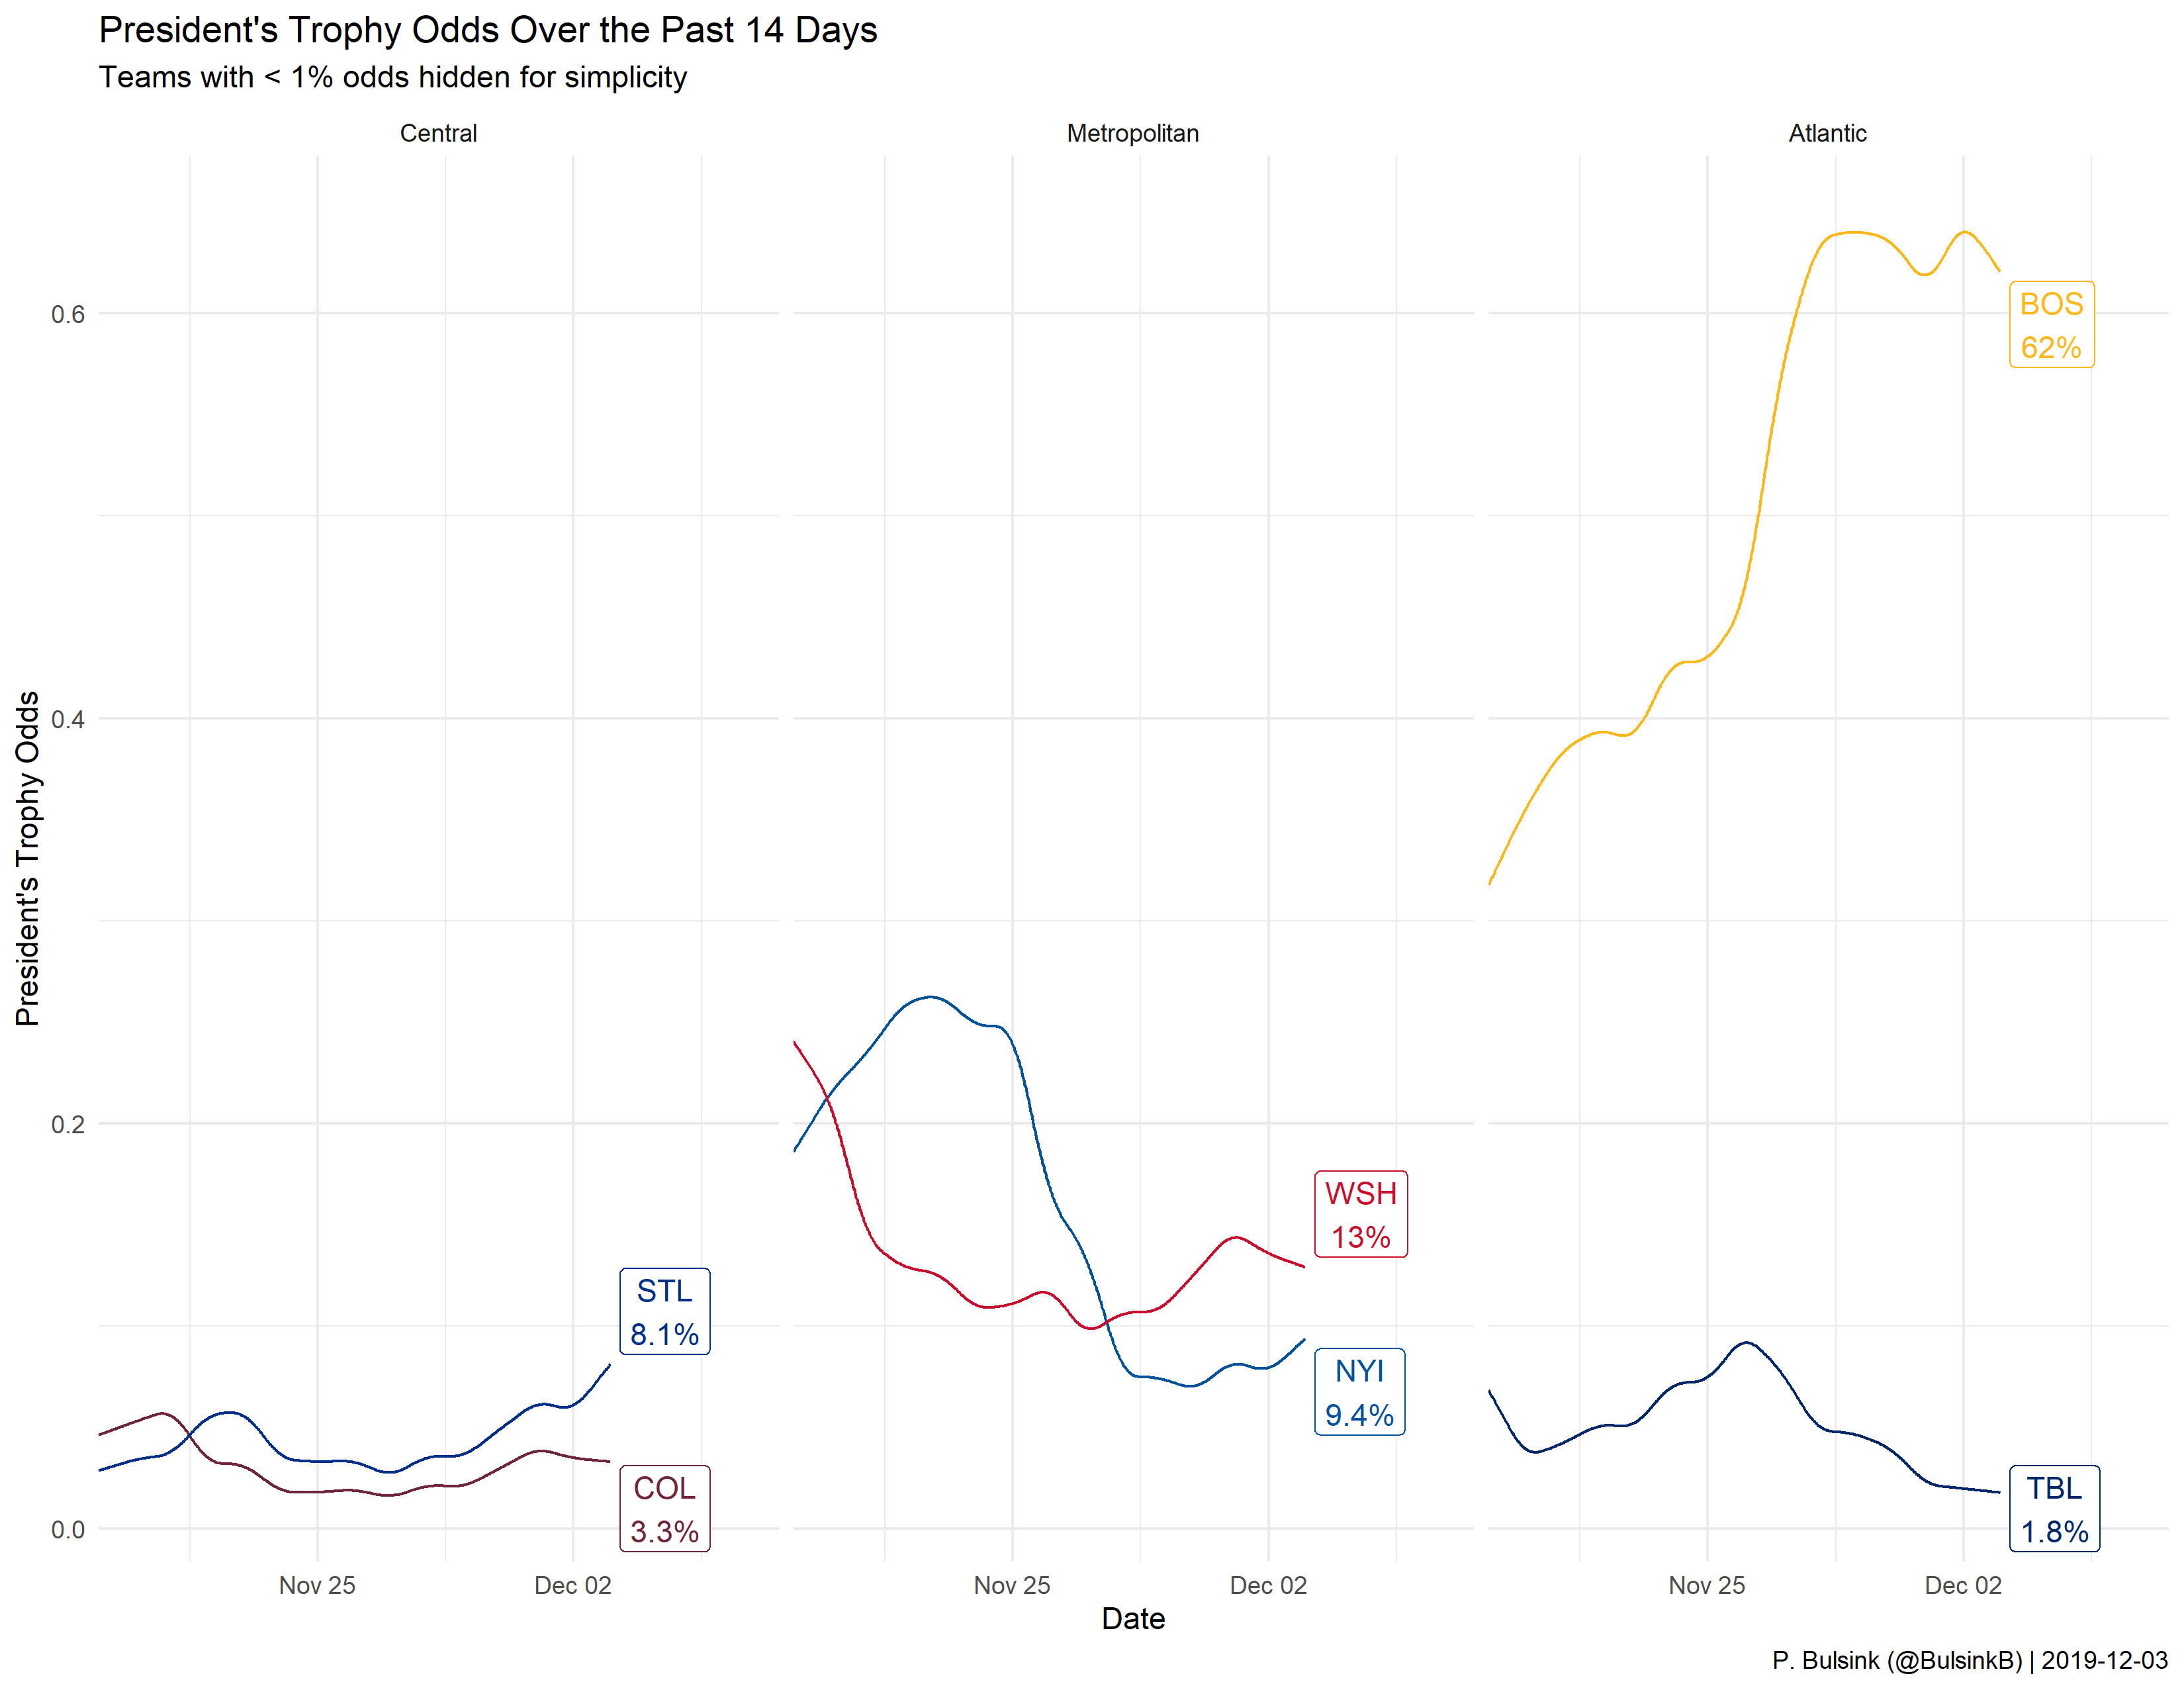 President's Trophy Odds Over the Past 14 Days
Teams with < 1% odds hidden for simplicity
Central
Metropolitan
Atlantic
President's Trophy Odds
0.6
0.4
0.2
0.0
STL
8.1%
COL
3.3%
WSH
13%
NYI
9.4%
BOS
62%
TBL
1.8%
Nov 25
Dec 02
Nov 25
Dec 02
Nov 25
Dec 02
Date
P. Bulsink (@BulsinkB) | 2019-12-03